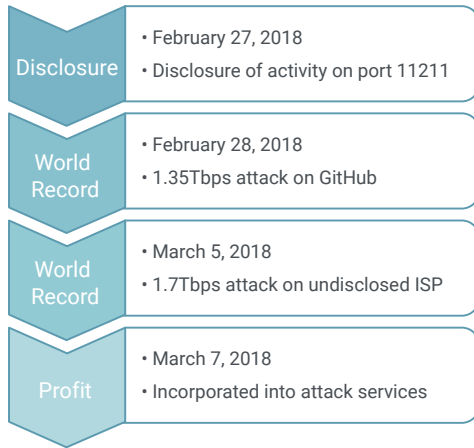 Disclosure
• February 27, 2018
• Disclosure of activity on port 11211
World
Record
• February 28, 2018
• 1.35Tbps attack on GitHub
World
Record
• March 5, 2018
• 1.7Tbps attack on undisclosed ISP
Profit
• March 7, 2018
• Incorporated into attack services